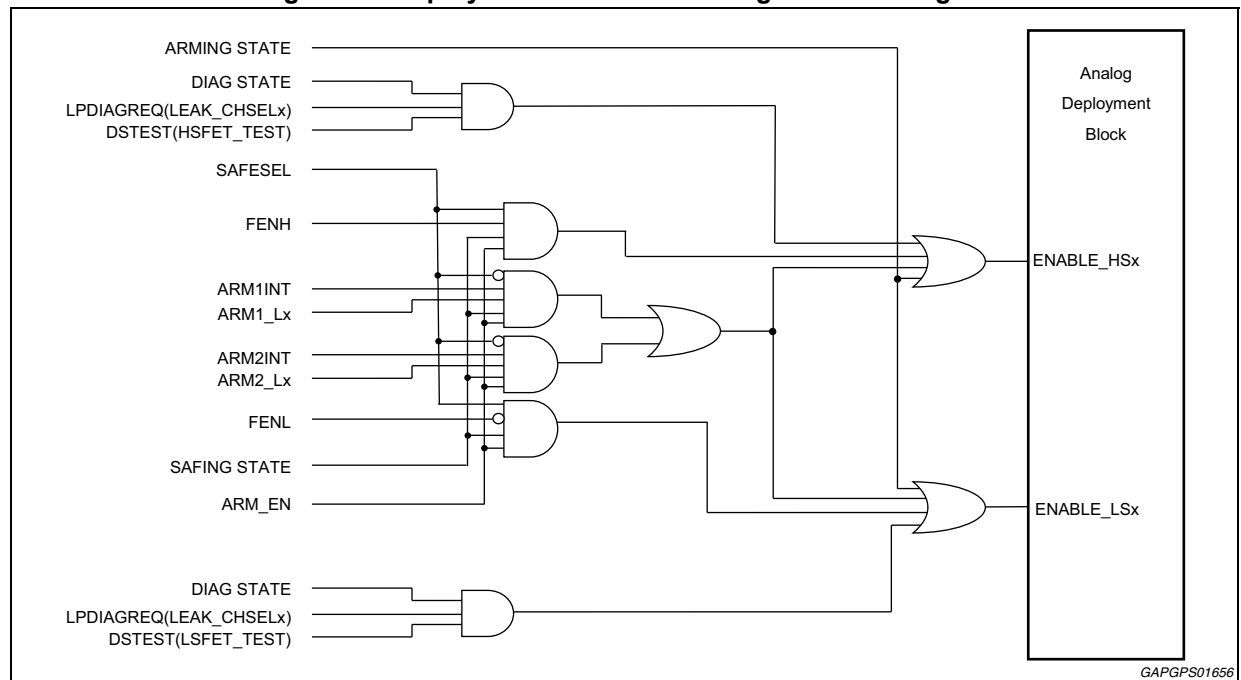 ARMING STATE
DIAG STATE
LPDIAGREQ(LEAK_CHSELx)
DSTEST(HSFET_TEST)
SAFESEL
FENH
ARM1INT
ARM1_Lx
ARM2INT
ARM2_Lx
FENL
SAFING STATE
ARM_EN
DIAG STATE
LPDIAGREQ(LEAK_CHSELx)
DSTEST(LSFET_TEST)
Analog
Deployment
Block
ENABLE_HSx
ENABLE_LSx
GAPGPS01656